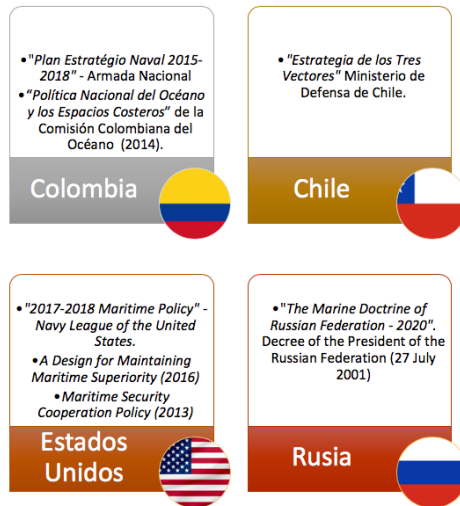 •"Plan Estratégio Naval 2015-
2018" - Armada Nacional
•“Política Nacional del Océano
y los Espacios Costeros” de la
Comisión Colombiana del
Océano (2014).
Colombia
•"Estrategia de los Tres
Vectores" Ministerio de
Defensa de Chile.
Chile
•"2017-2018 Maritime Policy" -
Navy League of the United
States.
•A Design for Maintaining
Maritime Superiority (2016)
•Maritime Security
Cooperation Policy (2013)
Estados
Unidos
•"The Marine Doctrine of
Russian Federation - 2020".
Decree of the President of the
Russian Federation (27 July
2001)
Rusia